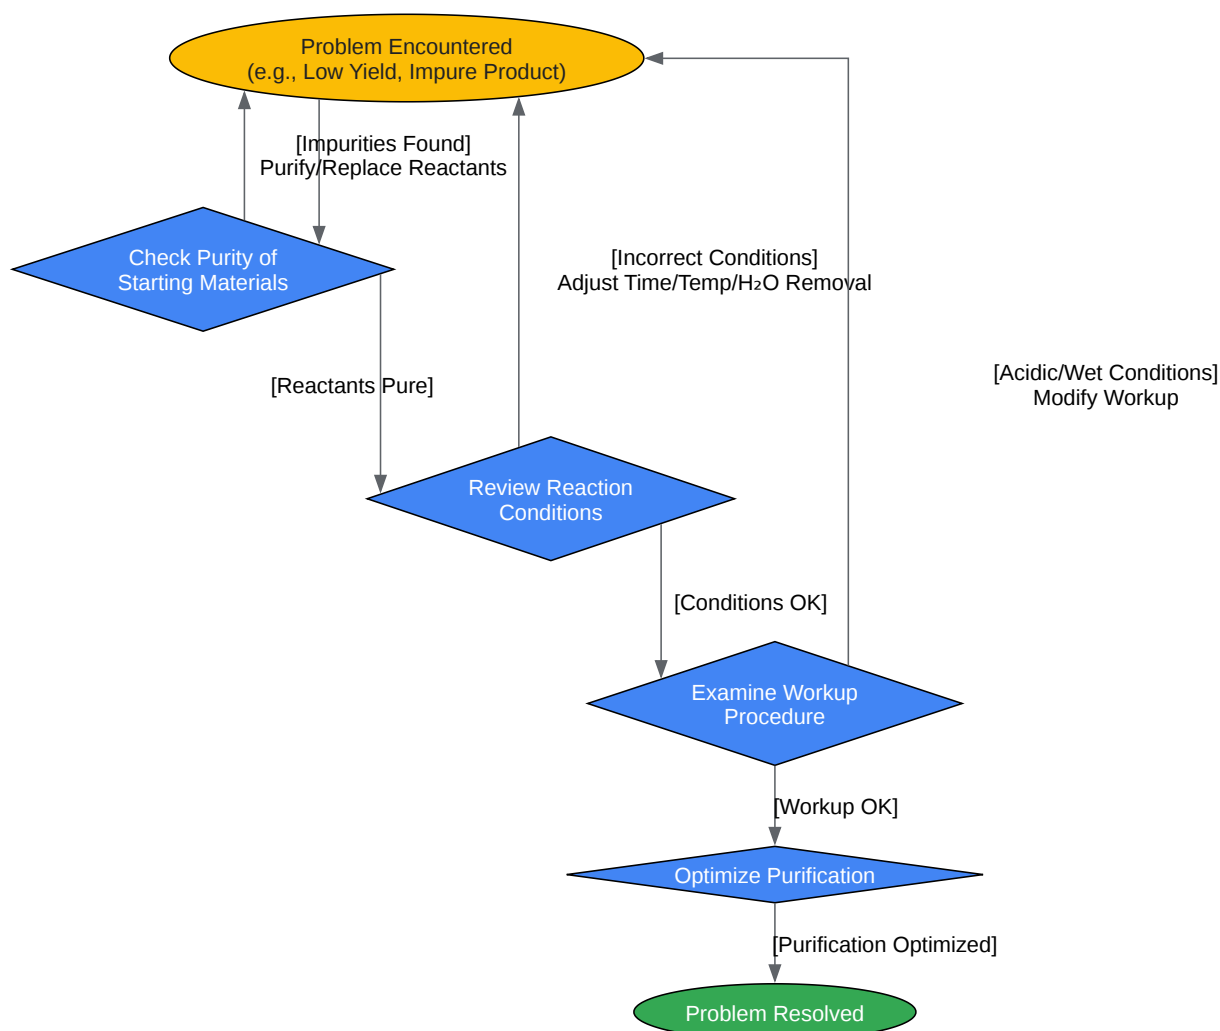 Problem Encountered
(e.g., Low Yield, Impure Product)
[Impurities Found]
Purify/Replace Reactants
Check Purity of
Starting Materials
[Incorrect Conditions]
Adjust Time/Temp/H₂O Removal
[Acidic/Wet Conditions]
Modify Workup
[Reactants Pure]
Review Reaction
Conditions
[Conditions OK]
Examine Workup
Procedure
[Workup OK]
Optimize Purification
[Purification Optimized]
Problem Resolved